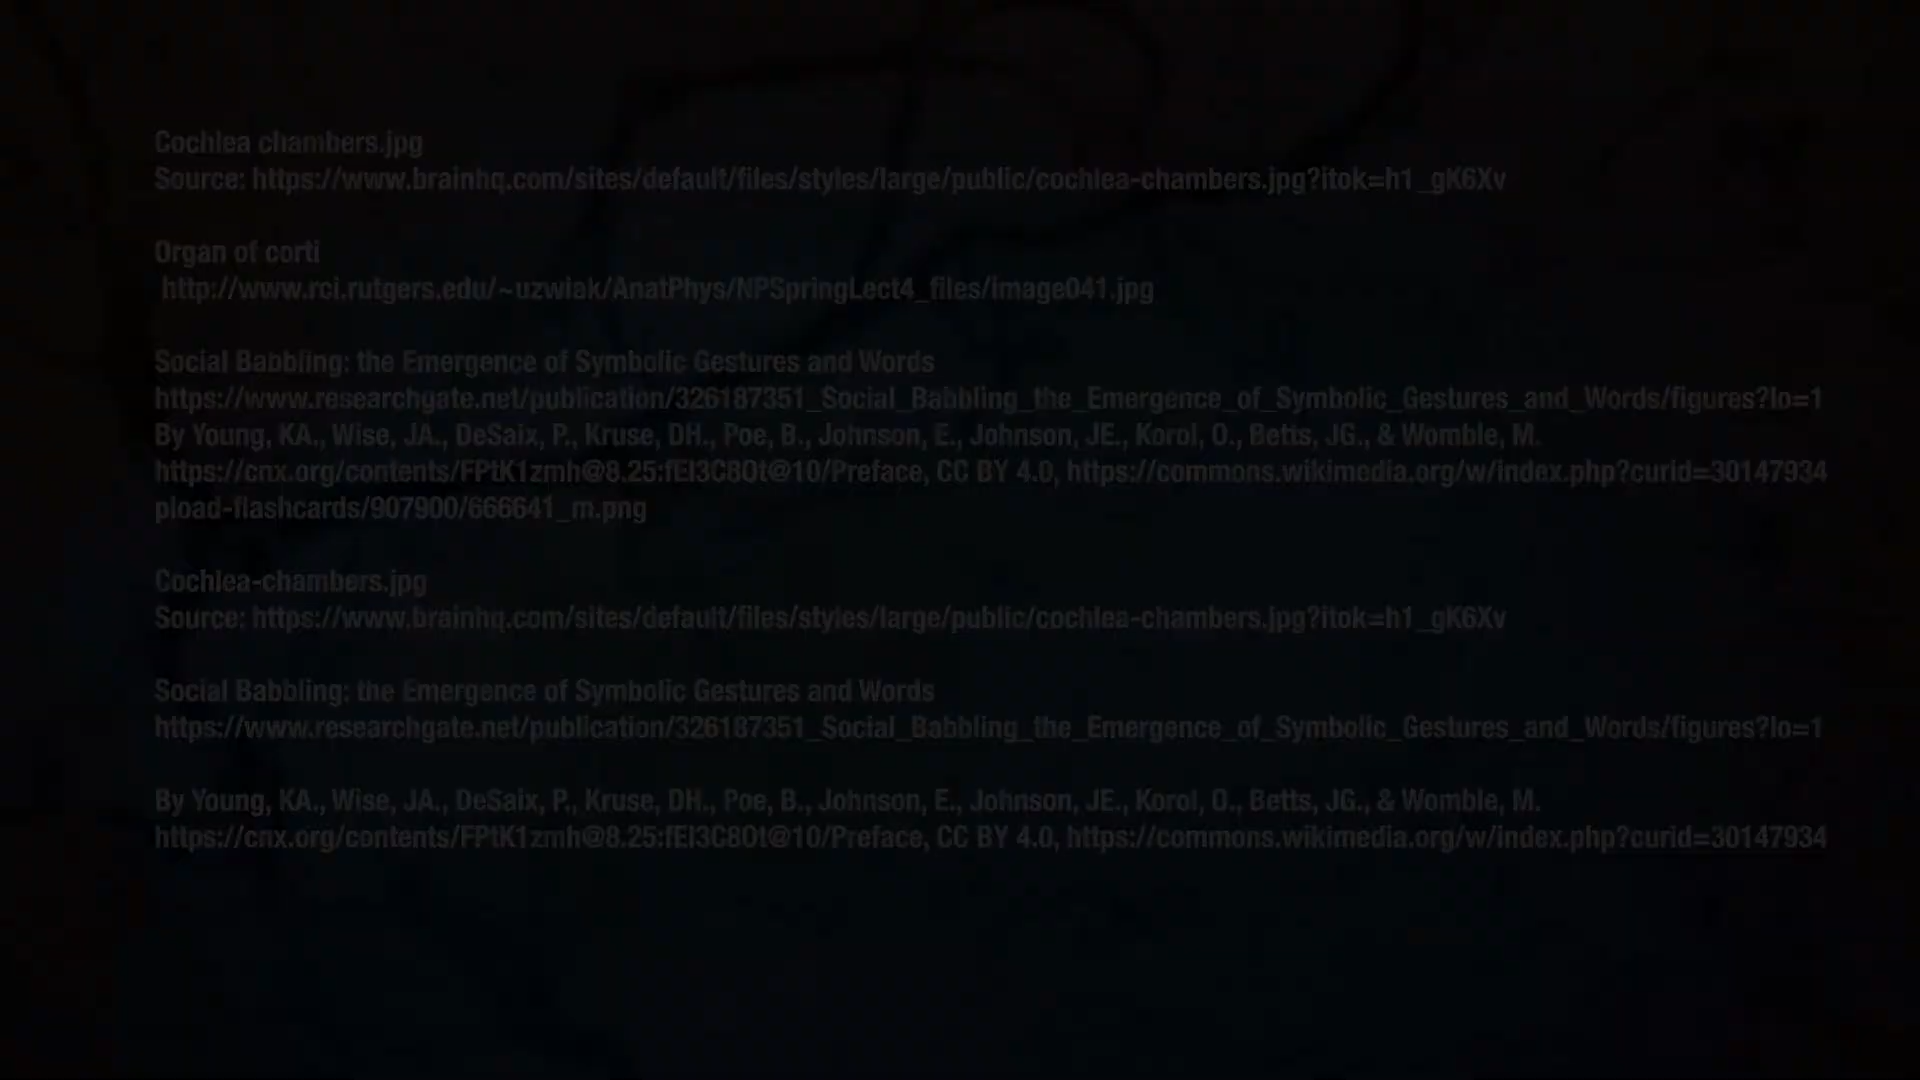 Cochlea chambers.jpg
Source: https://www.brainhq.com/sites/default/files/styles/large/public/cochlea-chambers.jpg?itok=h1_gK6Xv
Organ of corti
http://www.rci.rutgers.edu/~uzwiak/AnatPhys/NPSpringLect4_files/image041.jpg
Social Babbling: the Emergence of Symbolic Gestures and Words
https://www.researchgate.net/publication/326187351_Social_Babbling_the_Emergence_of_Symbolic_Gestures_and_Words/figures?lo=1
By Young, KA., Wise, JA., DeSaix, P., Kruse, DH., Poe, B., Johnson, E., Johnson, JE., Korol, O., Betts, JG., & Womble, M.
https://cnx.org/contents/FPtK1zmh@8.25:fEI3C8Ot@10/Preface, CC BY 4.0, https://commons.wikimedia.org/w/index.php?curid=30147934
pload-flashcards/907900/666641_m.png
Cochlea-chambers.jpg
Source: https://www.brainhq.com/sites/default/files/styles/large/public/cochlea-chambers.jpg?itok=h1_gK6Xv
Social Babbling: the Emergence of Symbolic Gestures and Words
https://www.researchgate.net/publication/326187351_Social_Babbling_the_Emergence_of_Symbolic_Gestures_and_Words/figures?lo=1
By Young, KA., Wise, JA., DeSaix, P., Kruse, DH., Poe, B., Johnson, E., Johnson, JE., Korol, O., Betts, JG., & Womble, M.
https://cnx.org/contents/FPtK1zmh@8.25:fEI3C8Ot@10/Preface, CC BY 4.0, https://commons.wikimedia.org/w/index.php?curid=30147934